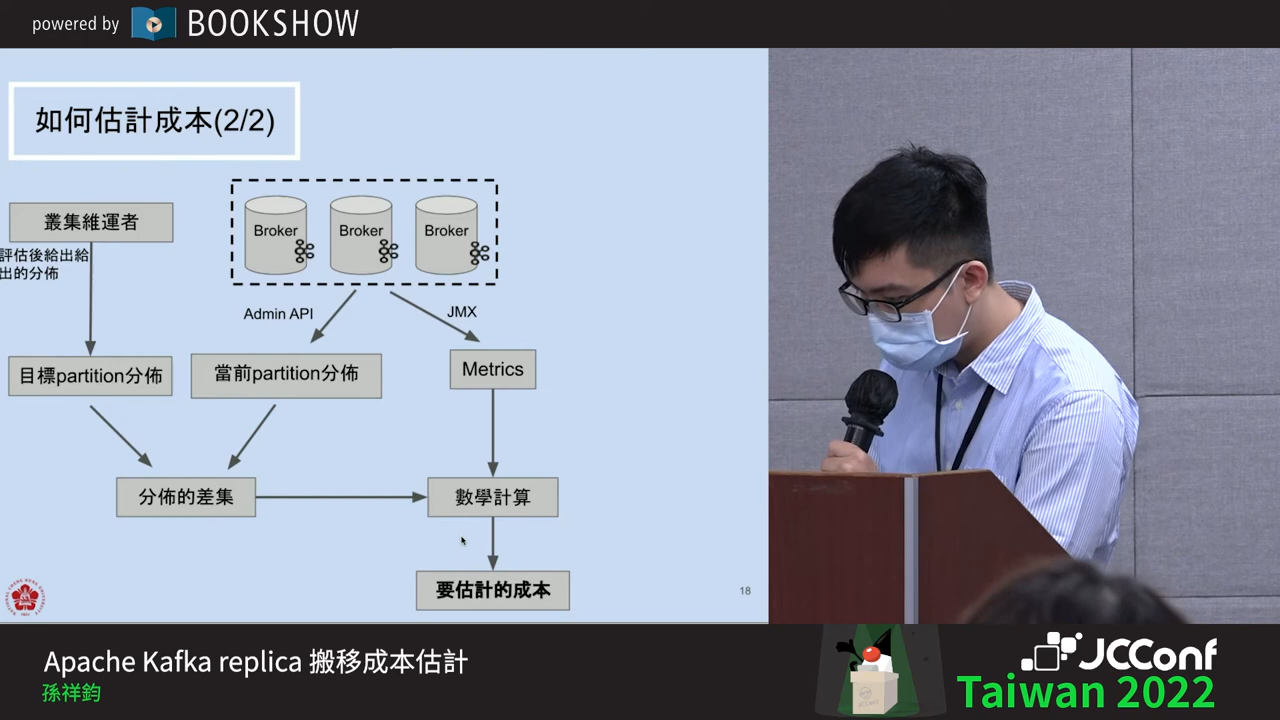 powered by BOOKSHOW
如何估計成本(2/2)
叢集維運者
評估後給出給
出的分佈
Broker
Broker
Broker
Admin API
JMX
目標partition分佈
當前partition分佈
Metrics
分佈的差集
數學計算
要估計的成本
18
Apache Kafka replica 搬移成本估計
孫祥鈞
JCConf
Taiwan 2022